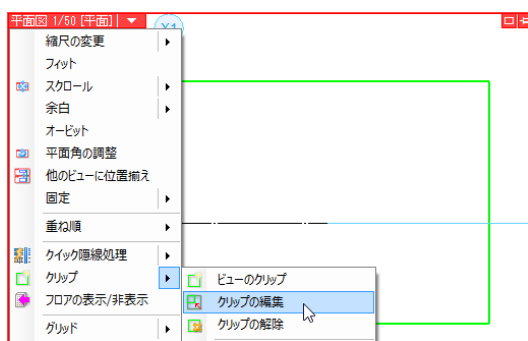 平面図 1/50 [平面]
X1
縮尺の変更
フィット
スクロール
余白
オービット
平面角の調整
他のビューに位置揃え
固定
重ね順
クイック隠線処理
クリップ
ビューのクリップ
フロアの表示/非表示
クリップの編集
グリッド
クリップの解除